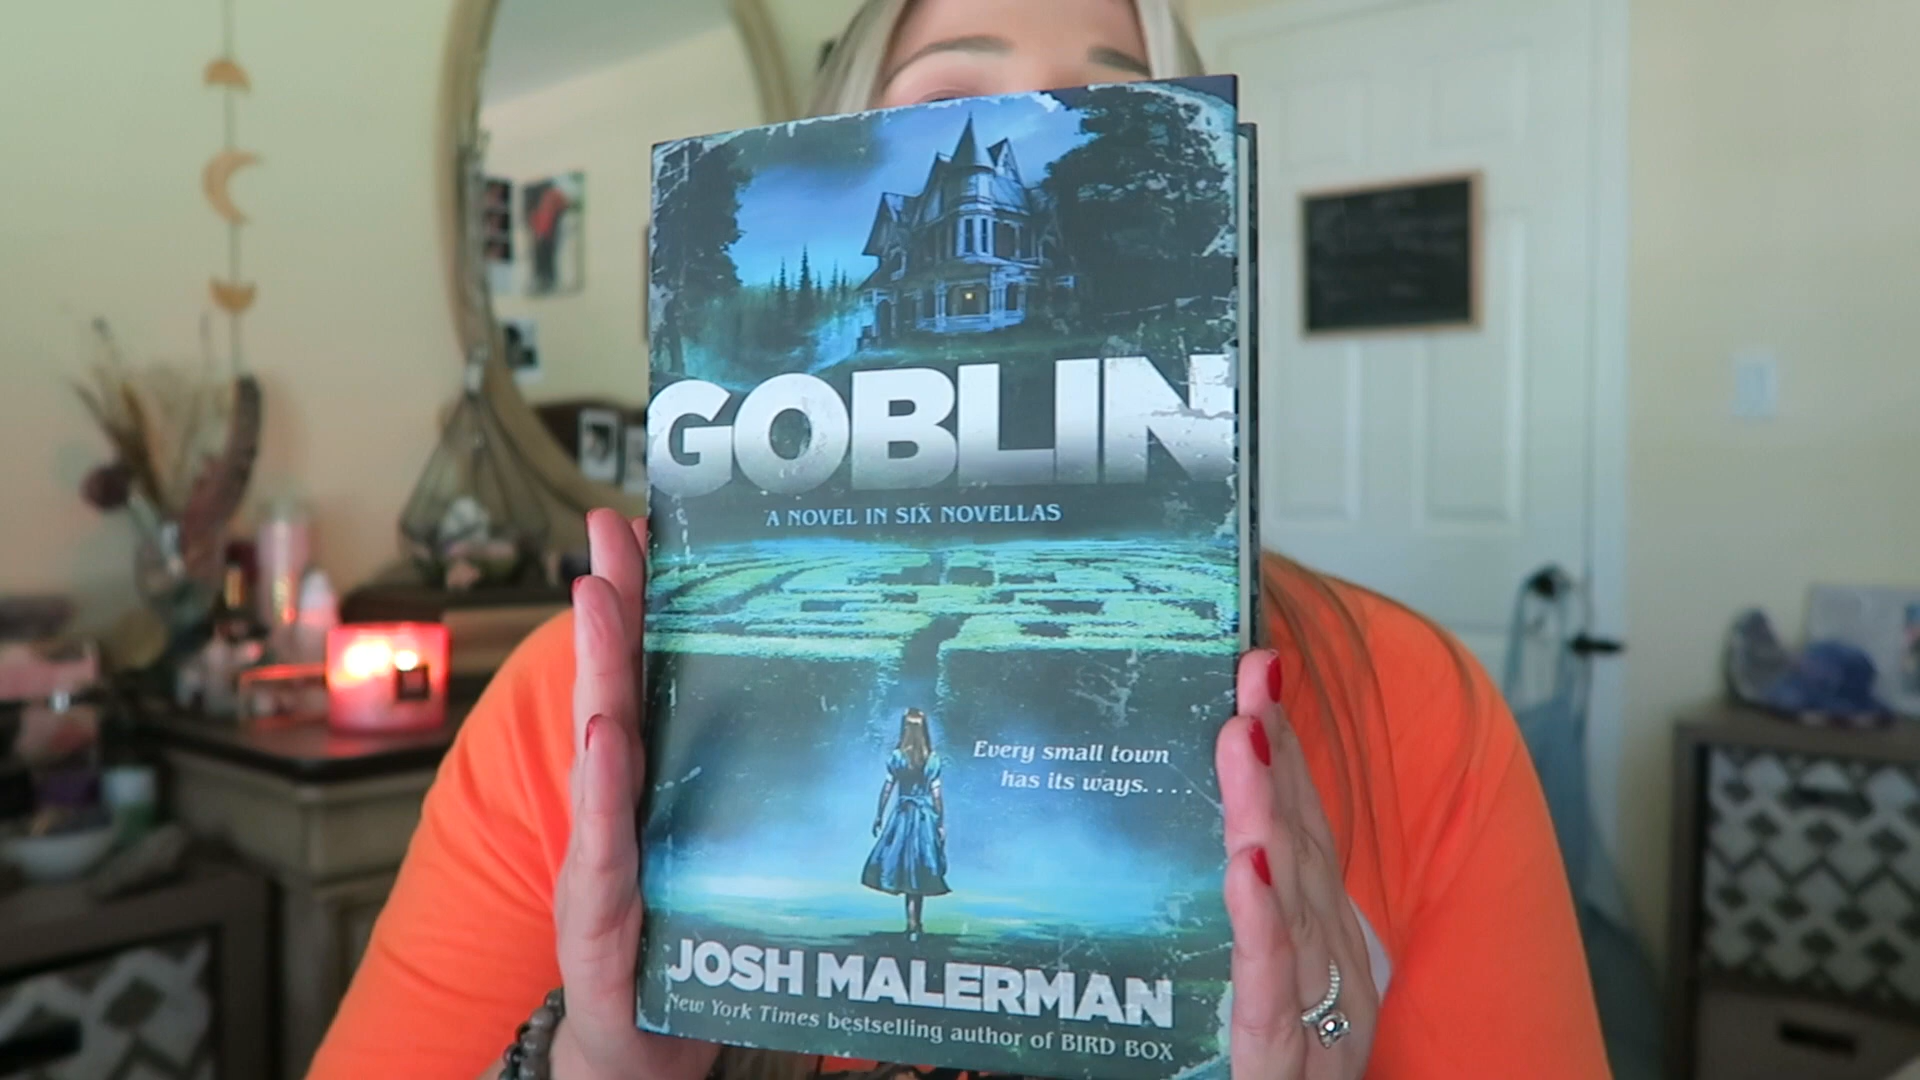 GOBLIN
A NOVEL IN SIX NOVELLAS
Every small town
has its ways. . . .
JOSH MALERMAN
New York Times bestselling author of BIRD BOX